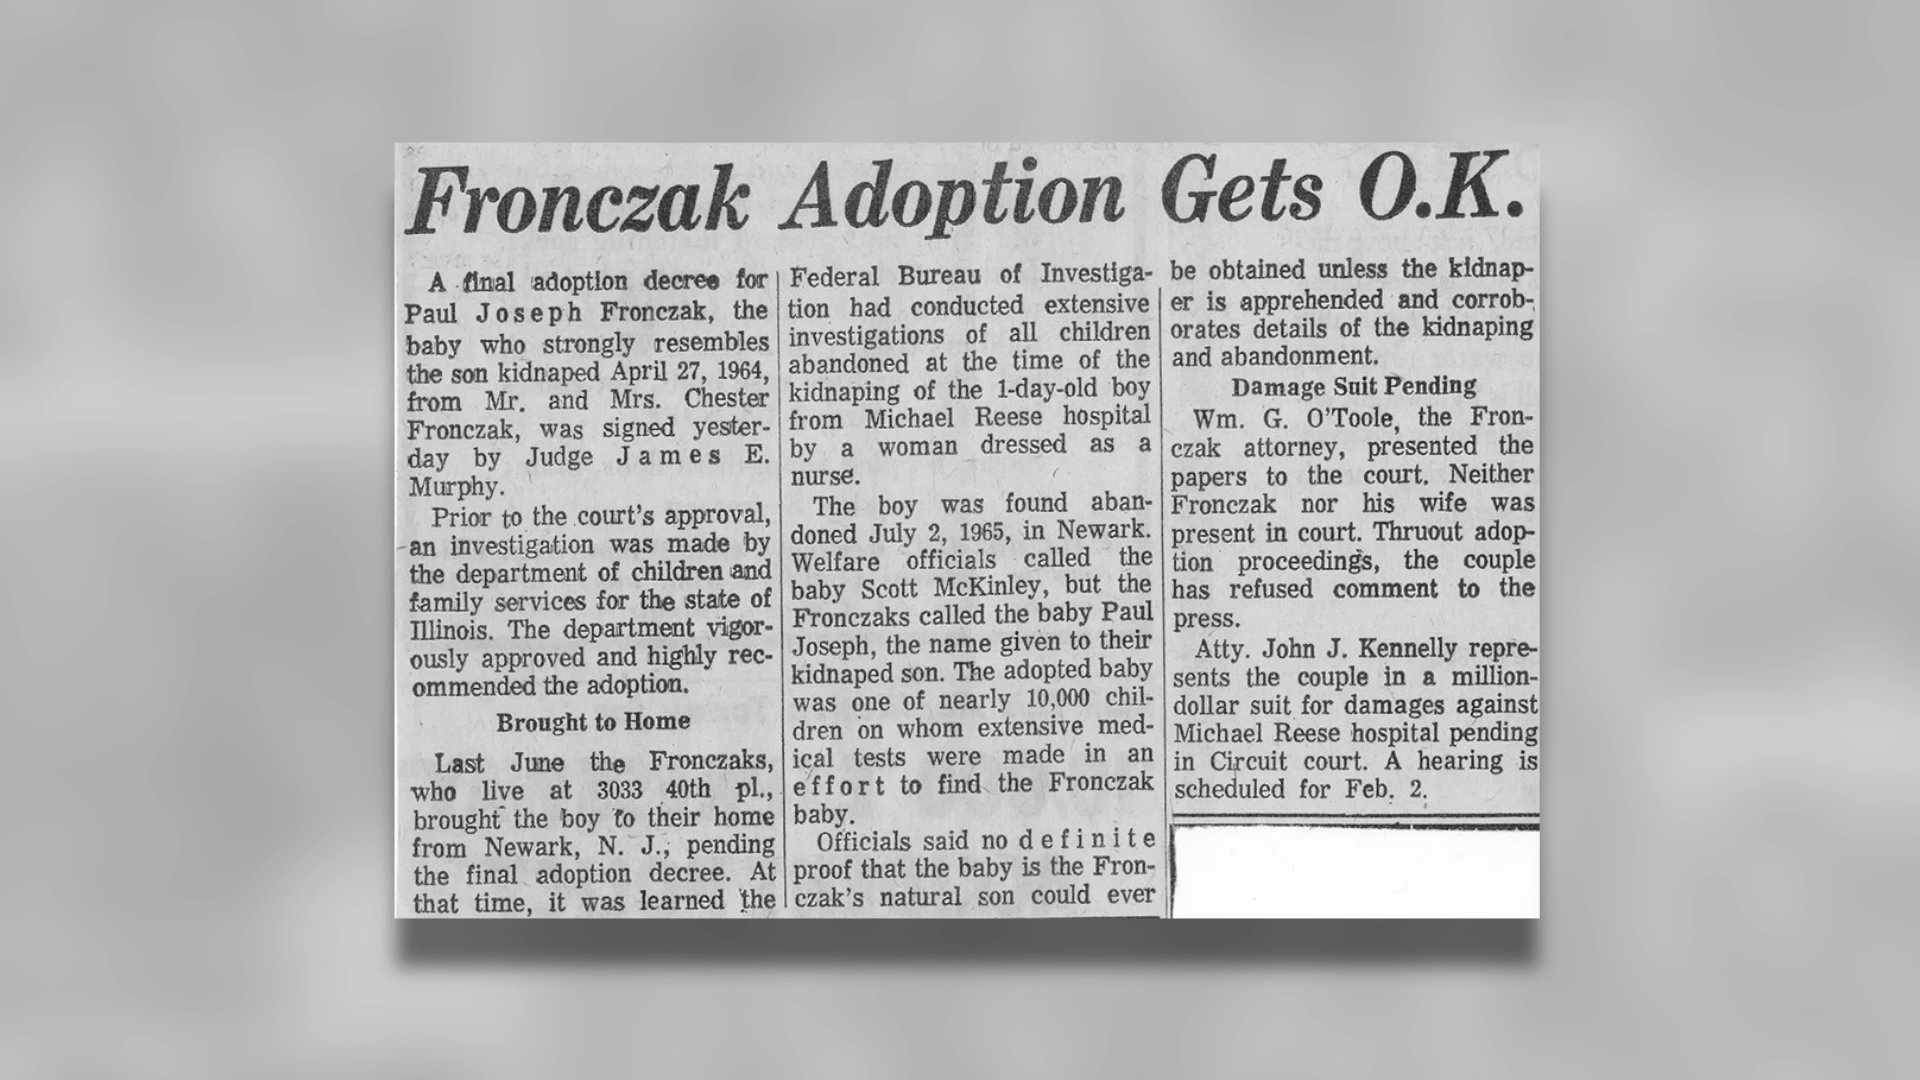 Fronczak Adoption Gets O.K.
A final adoption decree for
Paul Joseph Fronczak, the
baby who strongly resembles
the son kidnaped April 27, 1964,
from Mr. and Mrs. Chester
Fronczak, was signed yester-
day by Judge James E.
Murphy.
Prior to the court's approval,
an investigation was made by
the department of children and
family services for the state of
Illinois. The department vigor-
ously approved and highly rec-
ommended the adoption.
Brought to Home
Last June the Fronczaks,
who live at 3033 40th pl.,
brought the boy to their home
from Newark, N. J., pending
the final adoption decree. At
that time, it was learned the
Federal Bureau of Investiga-
tion had conducted extensive
investigations of all children
abandoned at the time of the
kidnaping of the 1-day-old boy
from Michael Reese hospital
by a woman dressed as a
nurse.
The boy was found aban-
doned July 2, 1965, in Newark.
Welfare officials called the
baby Scott McKinley, but the
Fronczaks called the baby Paul
Joseph, the name given to their
kidnaped son. The adopted baby
was one of nearly 10,000 chil-
dren on whom extensive med-
ical tests were made in an
effort to find the Fronczak
baby.
Officials said no definite
proof that the baby is the Fron-
czak's natural son could ever
be obtained unless the kidnap-
er is apprehended and corrob-
orates details of the kidnaping
and abandonment.
Damage Suit Pending
Wm. G. O'Toole, the Fron-
czak attorney, presented the
papers to the court. Neither
Fronczak nor his wife was
present in court. Thruout adop-
tion proceedings, the couple
has refused comment to the
press.
Atty. John J. Kennelly repre-
sents the couple in a million-
dollar suit for damages against
Michael Reese hospital pending
in Circuit court. A hearing is
scheduled for Feb. 2.